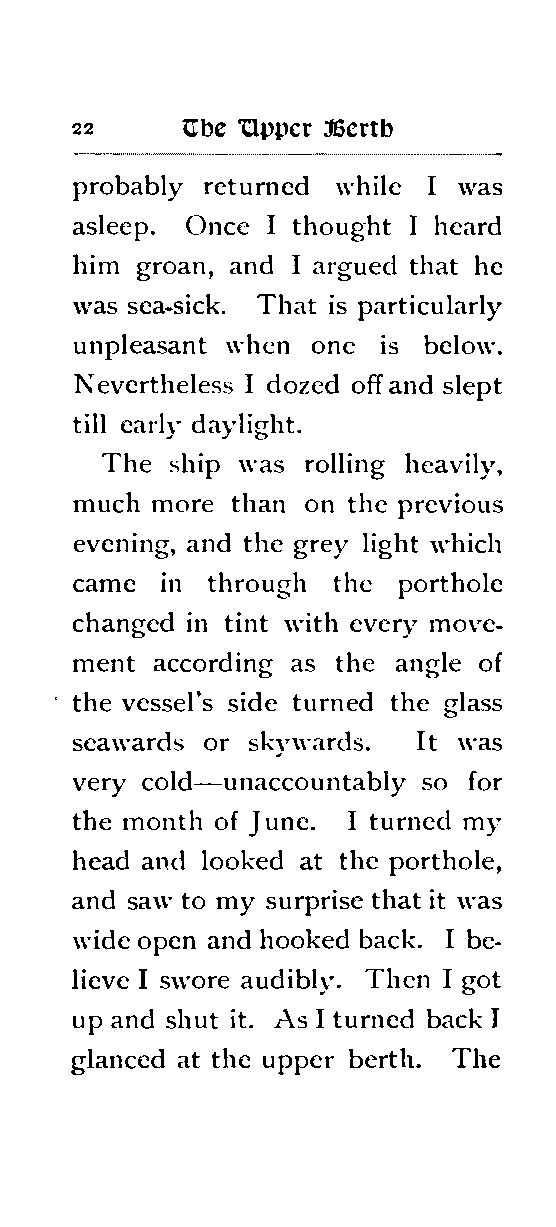 22 The Upper Berth
probably returned while I was
asleep. Once I thought I heard
him groan, and I argued that he
was sea-sick. That is particularly
unpleasant when one is below.
Nevertheless I dozed off and slept
till early daylight.
The ship was rolling heavily,
much more than on the previous
evening, and the grey light which
came in through the porthole
changed in tint with every move-
ment according as the angle of
the vessel's side turned the glass
seawards or skywards. It was
very cold—unaccountably so for
the month of June. I turned my
head and looked at the porthole,
and saw to my surprise that it was
wide open and hooked back. I be-
lieve I swore audibly. Then I got
up and shut it. As I turned back I
glanced at the upper berth. The